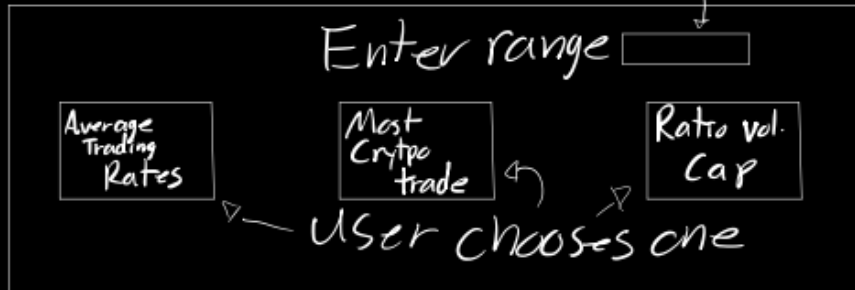 Enter range
Average
Trading
Rates
Most
Crytpo
trade
Ratio vol.
Cap
User chooses one